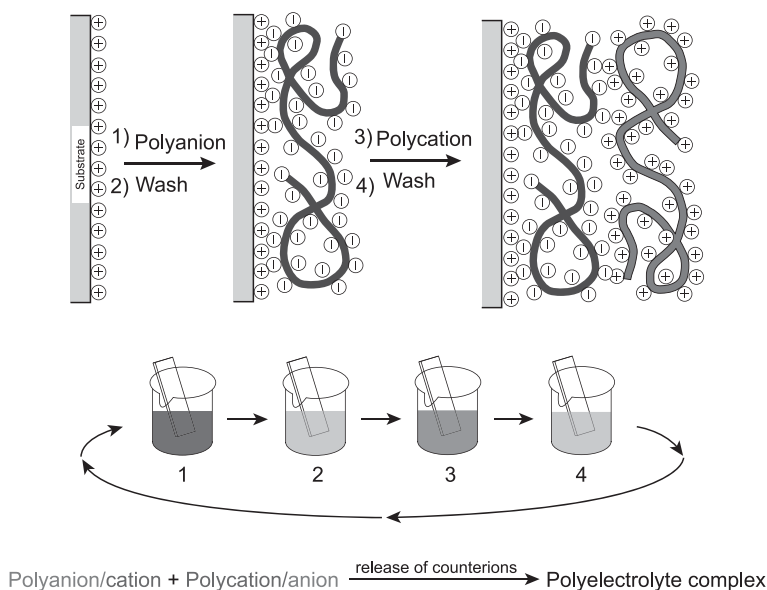 Substrate
1) Polyanion
2) Wash
3) Polycation
4) Wash
1 2 3 4
release of counterions
Polyanion/cation + Polycation/anion Polyelectrolyte complex